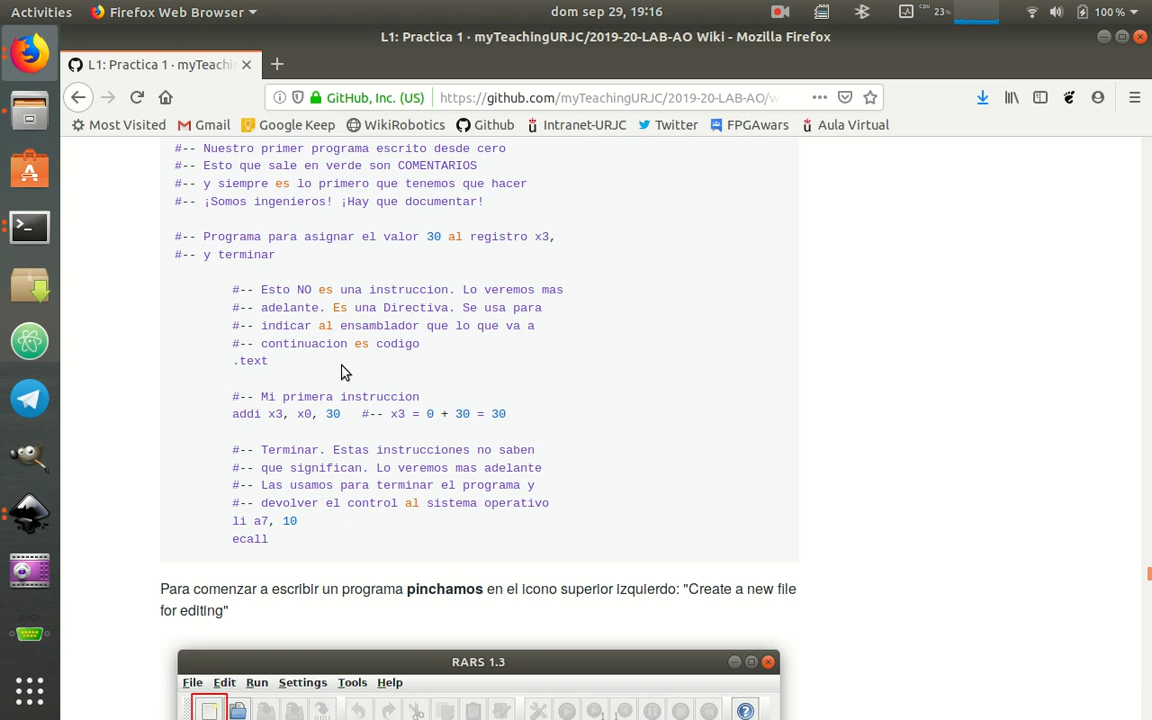 Activities Firefox Web Browser dom sep 29, 19:16 cpu 23% 100 %
L1: Practica 1 · myTeachingURJC/2019-20-LAB-AO Wiki - Mozilla Firefox
L1: Practica 1 · myTeachi
GitHub, Inc. (US) https://github.com/myTeachingURJC/2019-20-LAB-AO/w
Most Visited Gmail Google Keep WikiRobotics Github Intranet-URJC Twitter FPGAwars Aula Virtual
#-- Nuestro primer programa escrito desde cero
#-- Esto que sale en verde son COMENTARIOS
#-- y siempre es lo primero que tenemos que hacer
#-- ¡Somos ingenieros! ¡Hay que documentar!
#-- Programa para asignar el valor 30 al registro x3,
#-- y terminar
#-- Esto NO es una instruccion. Lo veremos mas
#-- adelante. Es una Directiva. Se usa para
#-- indicar al ensamblador que lo que va a
#-- continuacion es codigo
.text
#-- Mi primera instruccion
addi x3, x0, 30 #-- x3 = 0 + 30 = 30
#-- Terminar. Estas instrucciones no saben
#-- que significan. Lo veremos mas adelante
#-- Las usamos para terminar el programa y
#-- devolver el control al sistema operativo
li a7, 10
ecall
Para comenzar a escribir un programa pinchamos en el icono superior izquierdo: "Create a new file
for editing"
RARS 1.3
File Edit Run Settings Tools Help